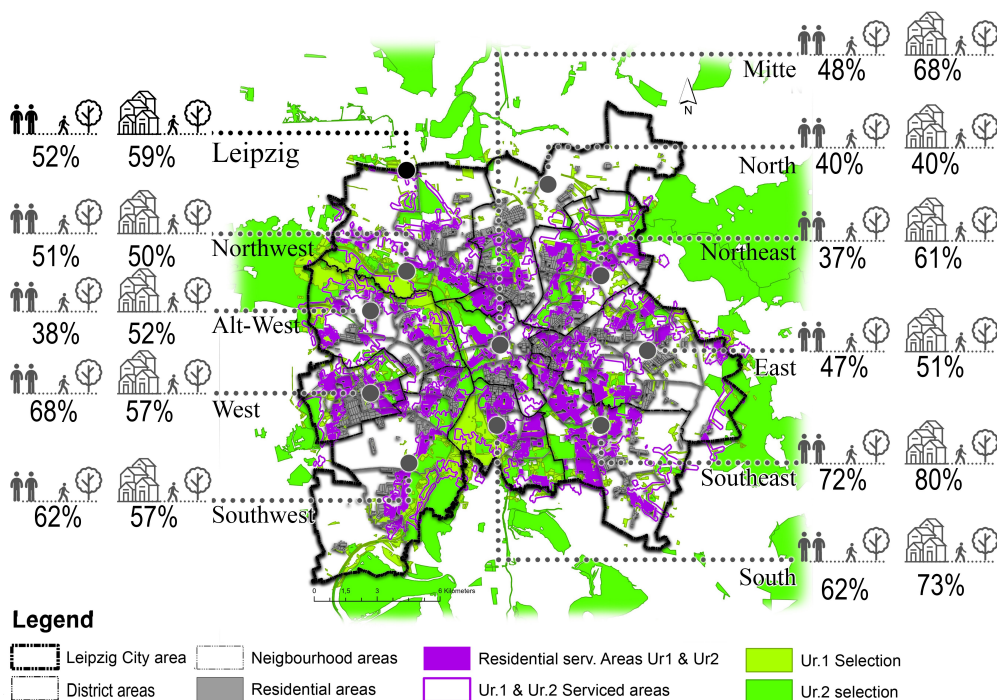 Mitte
48% 68%
52% 59%
Leipzig
N
North
40% 40%
51% 50%
Northwest
Northeast
37% 61%
38% 52%
Alt-West
East
47% 51%
68% 57%
West
62% 57%
Southwest
Southeast
72% 80%
South
62% 73%
0 1,5 3 6 Kilometers
Legend
Leipzig City area
Neigbourhood areas
Residential serv. Areas Ur1 & Ur2
Ur.1 Selection
District areas
Residential areas
Ur.1 & Ur.2 Serviced areas
Ur.2 selection